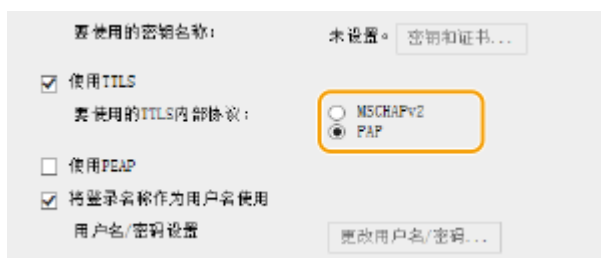 要使用的密钥名称：
未设置。 密钥和证书...
使用TTLS
要使用的TTLS内部协议：
MSCHAPv2
PAP
使用PEAP
将登录名称作为用户名使用
用户名/密码设置
更改用户名/密码...